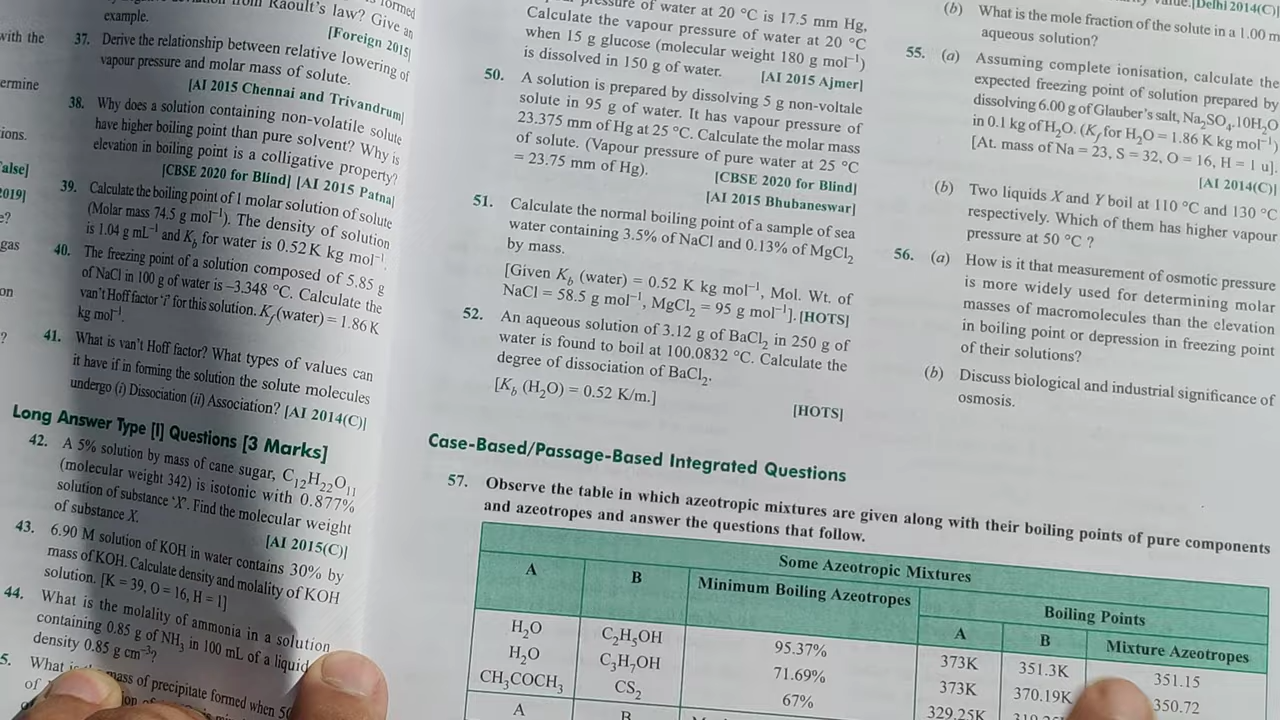 with the
ermine
ions.
alse]
2019]
e?
gas
on
?
Raoult's law? Give an
example.
[Foreign 2015]
37. Derive the relationship between relative lowering of
vapour pressure and molar mass of solute.
[AI 2015 Chennai and Trivandrum]
38. Why does a solution containing non-volatile solute
have higher boiling point than pure solvent? Why is
elevation in boiling point is a colligative property?
[CBSE 2020 for Blind] [AI 2015 Patna]
39. Calculate the boiling point of I molar solution of solute
(Molar mass 74.5 g mol⁻¹). The density of solution
is 1.04 g mL⁻¹ and K_b for water is 0.52 K kg mol⁻¹.
40. The freezing point of a solution composed of 5.85 g
of NaCl in 100 g of water is –3.348 °C. Calculate the
van't Hoff factor 'i' for this solution. K_f (water) = 1.86 K
kg mol⁻¹.
41. What is van't Hoff factor? What types of values can
it have if in forming the solution the solute molecules
undergo (i) Dissociation (ii) Association? [AI 2014(C)]
Long Answer Type [I] Questions [3 Marks]
42. A 5% solution by mass of cane sugar, C₁₂H₂₂O₁₁
(molecular weight 342) is isotonic with 0.877%
solution of substance 'X'. Find the molecular weight
of substance X.
[AI 2015(C)]
43. 6.90 M solution of KOH in water contains 30% by
mass of KOH. Calculate density and molality of KOH
solution. [K = 39, O = 16, H = 1]
44. What is the molality of ammonia in a solution
containing 0.85 g of NH₃ in 100 mL of a liquid
density 0.85 g cm⁻³?
5. What mass of precipitate formed when 50
of
pressure of water at 20 °C is 17.5 mm Hg,
Calculate the vapour pressure of water at 20 °C
when 15 g glucose (molecular weight 180 g mol⁻¹)
is dissolved in 150 g of water.
[AI 2015 Ajmer]
50. A solution is prepared by dissolving 5 g non-voltale
solute in 95 g of water. It has vapour pressure of
23.375 mm of Hg at 25 °C. Calculate the molar mass
of solute. (Vapour pressure of pure water at 25 °C
= 23.75 mm of Hg).
[CBSE 2020 for Blind]
[AI 2015 Bhubaneswar]
51. Calculate the normal boiling point of a sample of sea
water containing 3.5% of NaCl and 0.13% of MgCl₂
by mass.
[Given K_b (water) = 0.52 K kg mol⁻¹, Mol. Wt. of
NaCl = 58.5 g mol⁻¹, MgCl₂ = 95 g mol⁻¹]. [HOTS]
52. An aqueous solution of 3.12 g of BaCl₂ in 250 g of
water is found to boil at 100.0832 °C. Calculate the
degree of dissociation of BaCl₂.
[K_b (H₂O) = 0.52 K/m.]
[HOTS]
[Delhi 2014(C)]
(b) What is the mole fraction of the solute in a 1.00 m
aqueous solution?
55. (a) Assuming complete ionisation, calculate the
expected freezing point of solution prepared by
dissolving 6.00 g of Glauber's salt, Na₂SO₄.10H₂O
in 0.1 kg of H₂O. (K_f for H₂O = 1.86 K kg mol⁻¹)
[At. mass of Na = 23, S = 32, O = 16, H = 1 u].
[AI 2014(C)]
(b) Two liquids X and Y boil at 110 °C and 130 °C
respectively. Which of them has higher vapour
pressure at 50 °C ?
56. (a) How is it that measurement of osmotic pressure
is more widely used for determining molar
masses of macromolecules than the elevation
in boiling point or depression in freezing point
of their solutions?
(b) Discuss biological and industrial significance of
osmosis.
Case-Based/Passage-Based Integrated Questions
57. Observe the table in which azeotropic mixtures are given along with their boiling points of pure components
and azeotropes and answer the questions that follow.
Some Azeotropic Mixtures
A B Minimum Boiling Azeotropes Boiling Points
A B Mixture Azeotropes
H₂O C₂H₅OH 95.37% 373K 351.3K 351.15
H₂O C₃H₇OH 71.69% 373K 370.19K 350.72
CH₃COCH₃ CS₂ 67% 329.25K
A B